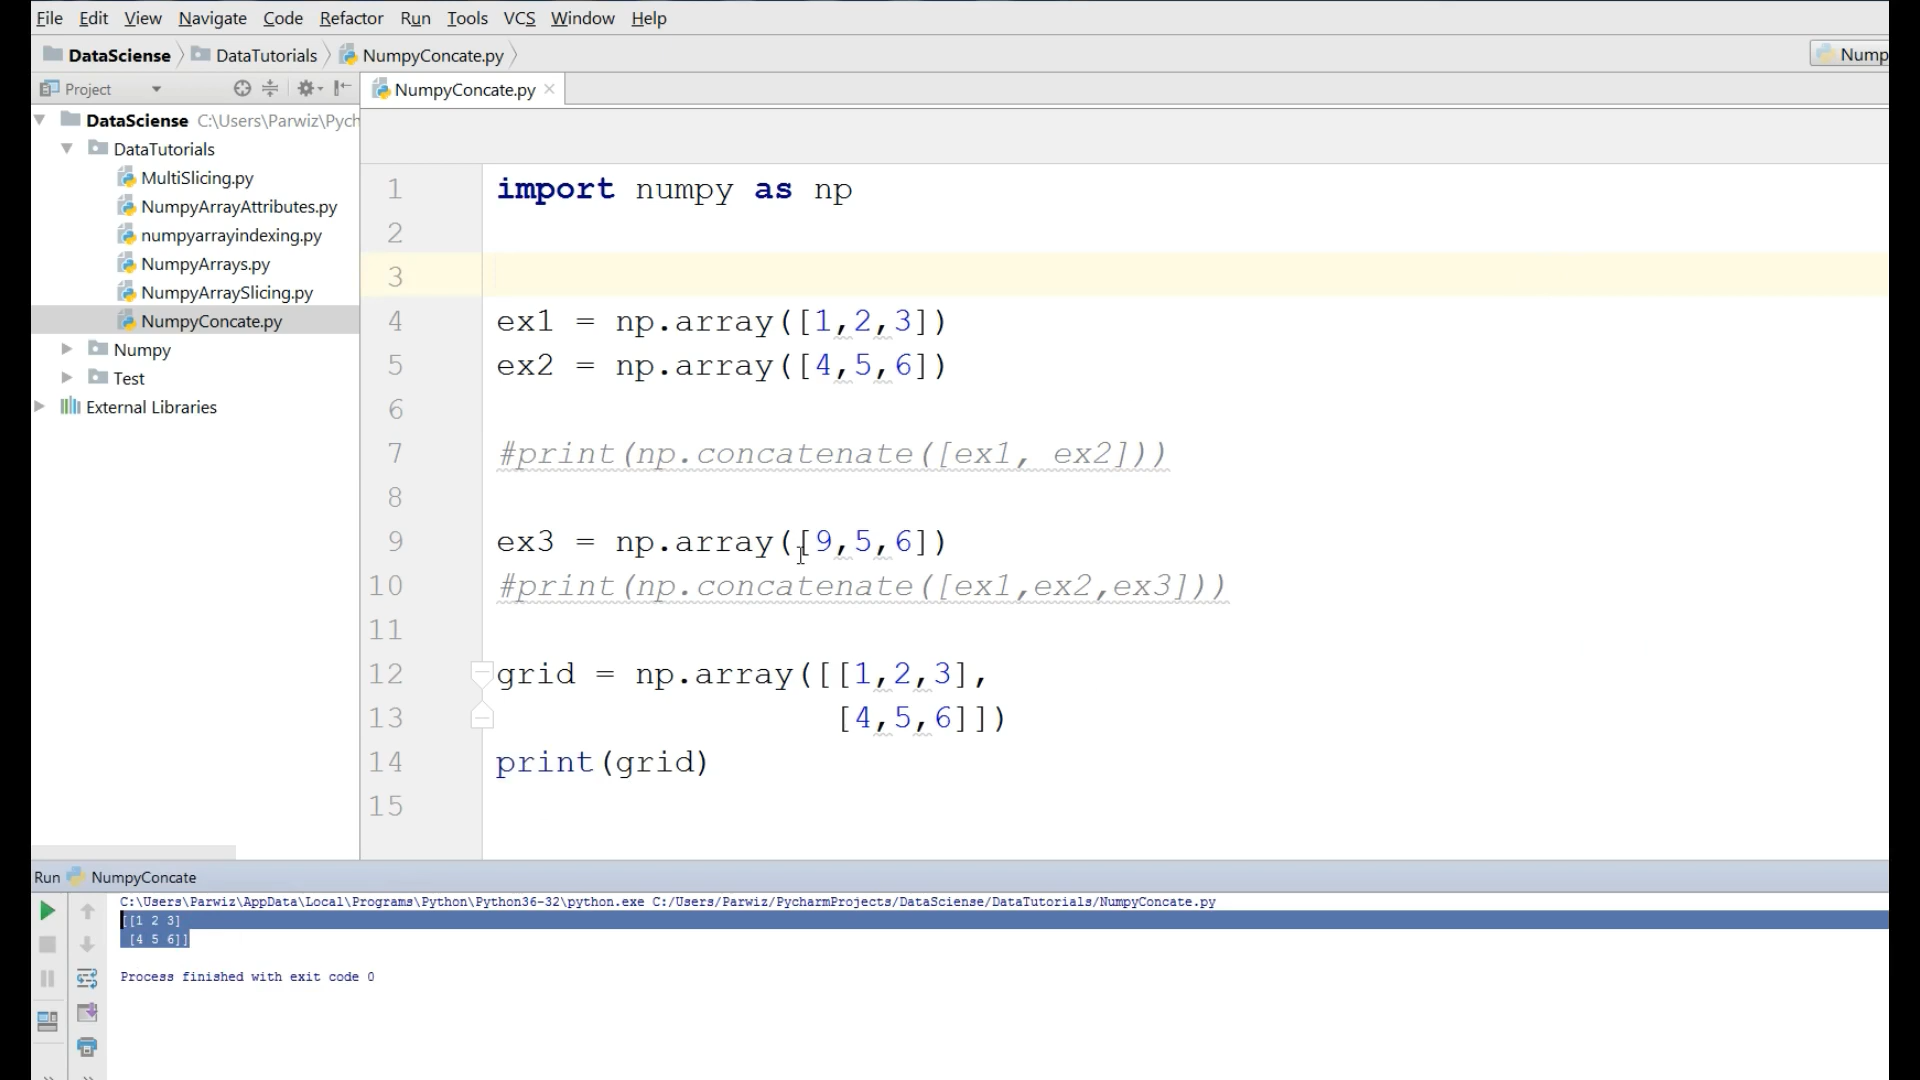 File Edit View Navigate Code Refactor Run Tools VCS Window Help
DataSciense DataTutorials NumpyConcate.py Nump
Project NumpyConcate.py
DataSciense C:\Users\Parwiz\Pych
DataTutorials
MultiSlicing.py
NumpyArrayAttributes.py
numpyarrayindexing.py
NumpyArrays.py
NumpyArraySlicing.py
NumpyConcate.py
Numpy
Test
External Libraries
1 import numpy as np
2
3
4 ex1 = np.array([1,2,3])
5 ex2 = np.array([4,5,6])
6
7 #print(np.concatenate([ex1, ex2]))
8
9 ex3 = np.array([9,5,6])
10 #print(np.concatenate([ex1,ex2,ex3]))
11
12 grid = np.array([[1,2,3],
13 [4,5,6]])
14 print(grid)
15
Run NumpyConcate
C:\Users\Parwiz\AppData\Local\Programs\Python\Python36-32\python.exe C:/Users/Parwiz/PycharmProjects/DataSciense/DataTutorials/NumpyConcate.py
[[1 2 3]
[4 5 6]]
Process finished with exit code 0